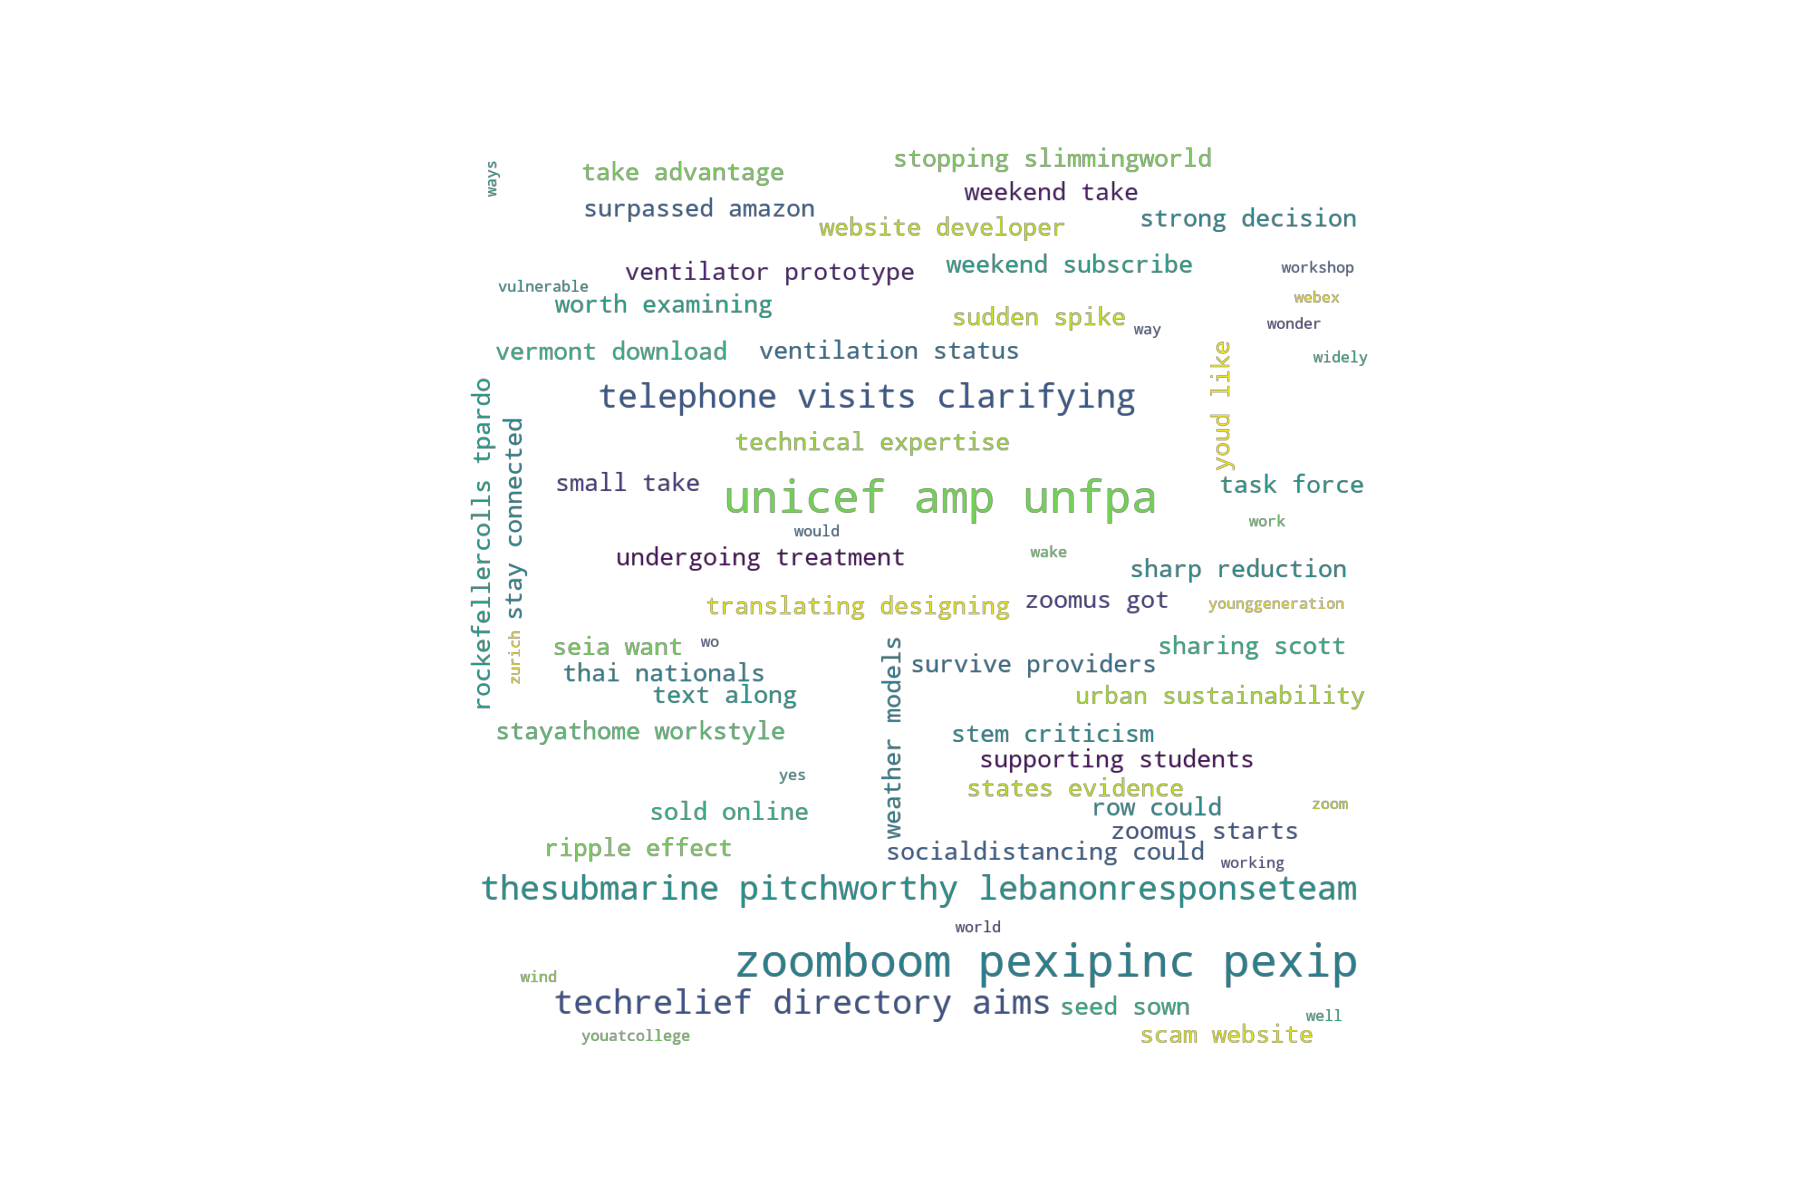 stopping slimmingworld
take advantage
ways
weekend take
surpassed amazon
strong decision
website developer
weekend subscribe
workshop
ventilator prototype
vulnerable
webex
worth examining
sudden spike
wonder
way
vermont download
ventilation status
widely
telephone visits clarifying
youd like
technical expertise
small take
unicef amp unfpa
task force
rockefellercolls tpardo
stay connected
work
would
undergoing treatment
wake
sharp reduction
translating designing
zoomus got
younggeneration
seia want
wo
zurich
sharing scott
thai nationals
survive providers
text along
urban sustainability
stayathome workstyle
weather models
stem criticism
supporting students
yes
states evidence
sold online
row could
zoom
zoomus starts
ripple effect
socialdistancing could
working
thesubmarine pitchworthy lebanonresponseteam
world
zoomboom pexipinc pexip
wind
techrelief directory aims
seed sown
well
youatcollege
scam website